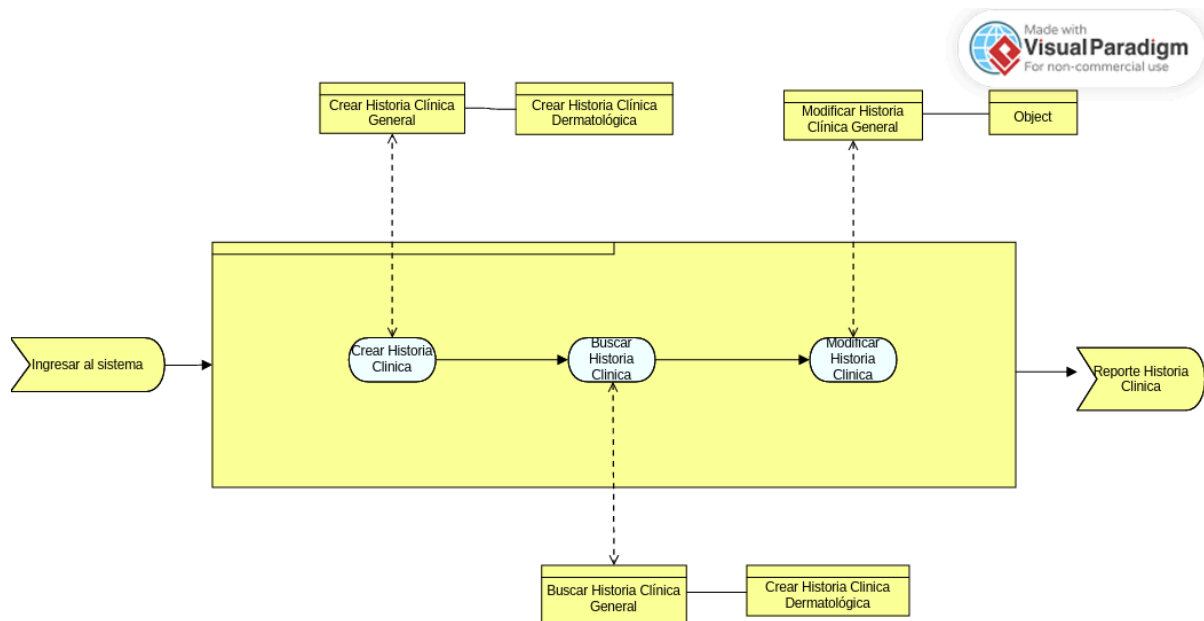 Made with
Visual Paradigm
For non-commercial use
Crear Historia Clínica
General
Crear Historia Clínica
Dermatológica
Modificar Historia
Clínica General
Object
Ingresar al sistema
Crear Historia
Clinica
Buscar
Historia
Clinica
Modificar
Historia
Clinica
Reporte Historia
Clinica
Buscar Historia Clínica
General
Crear Historia Clinica
Dermatológica